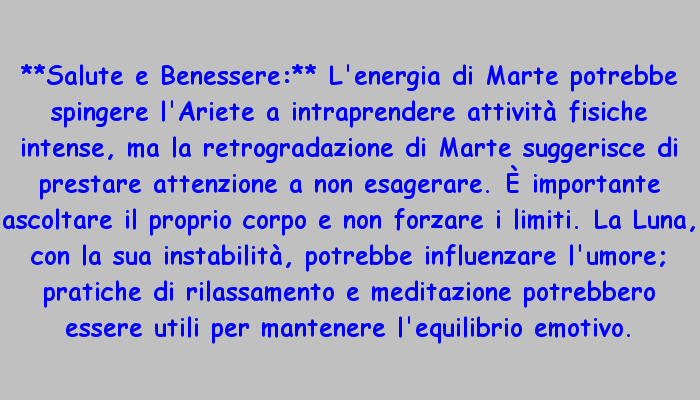 **Salute e Benessere:** L'energia di Marte potrebbe
spingere l'Ariete a intraprendere attività fisiche
intense, ma la retrogradazione di Marte suggerisce di
prestare attenzione a non esagerare. È importante
ascoltare il proprio corpo e non forzare i limiti. La Luna,
con la sua instabilità, potrebbe influenzare l'umore;
pratiche di rilassamento e meditazione potrebbero
essere utili per mantenere l'equilibrio emotivo.